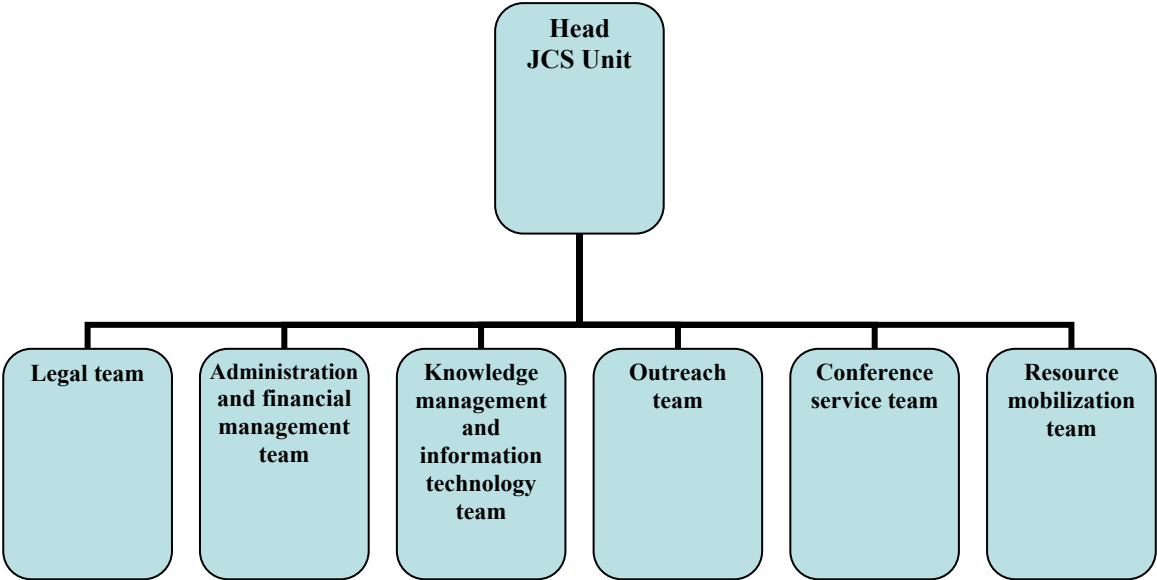 Head
JCS Unit
Legal team
Administration
and financial
management
team
Knowledge
management
and
information
technology
team
Outreach
team
Conference
service team
Resource
mobilization
team